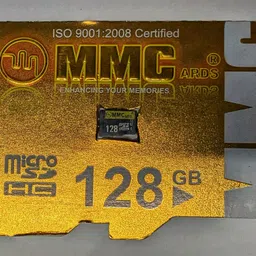 ISO 9001:2008 Certified
MMC ®
ARDS
ENHANCING YOUR MEMORIES
MMC
128
micro
SD
HC
128 GB